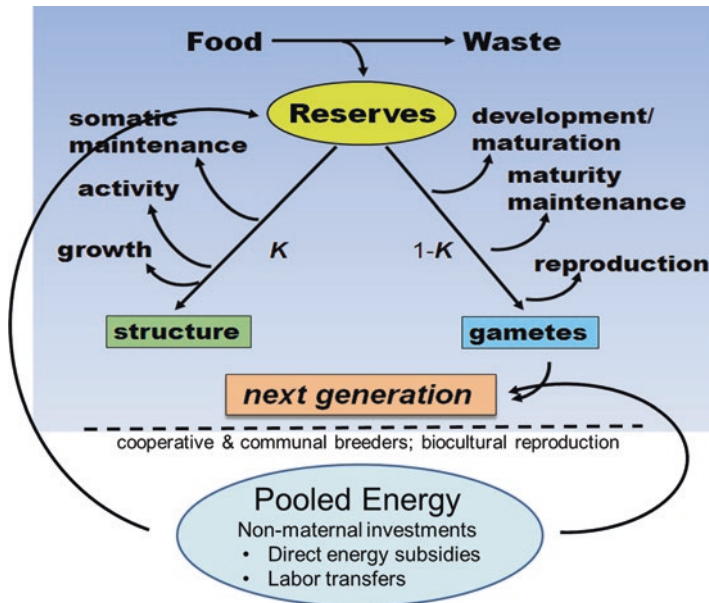 Food
Waste
Reserves
somatic
maintenance
activity
growth
development/
maturation
maturity
maintenance
reproduction
K
1-K
structure
gametes
next generation
cooperative & communal breeders; biocultural reproduction
Pooled Energy
Non-maternal investments
• Direct energy subsidies
• Labor transfers